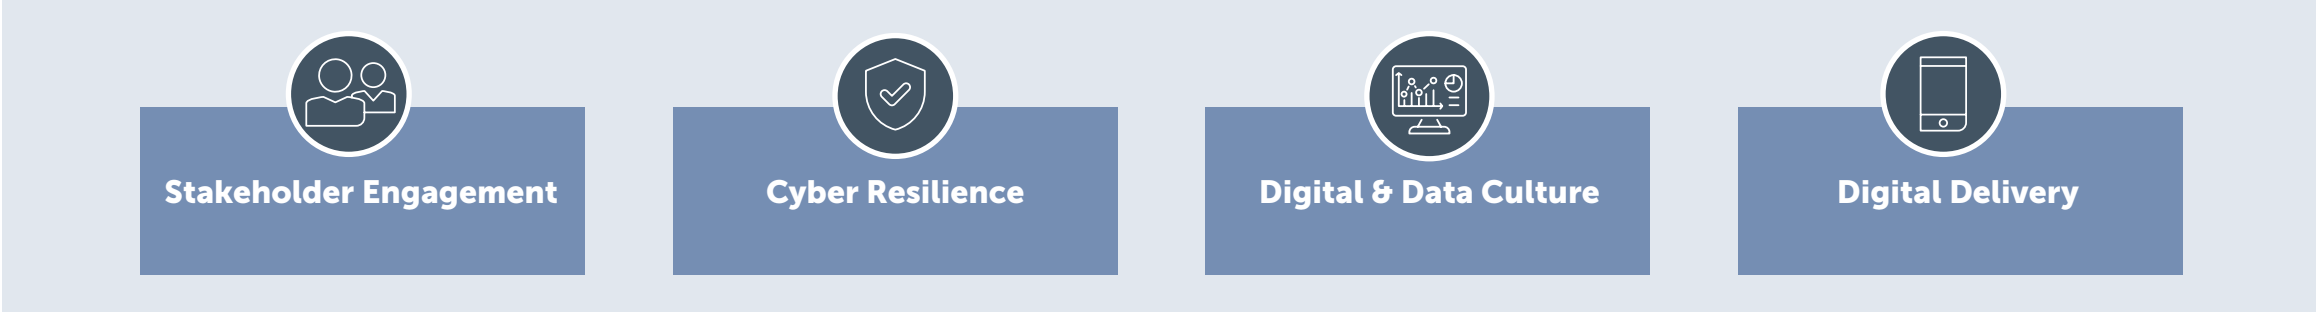 Stakeholder Engagement
Cyber Resilience
Digital & Data Culture
Digital Delivery